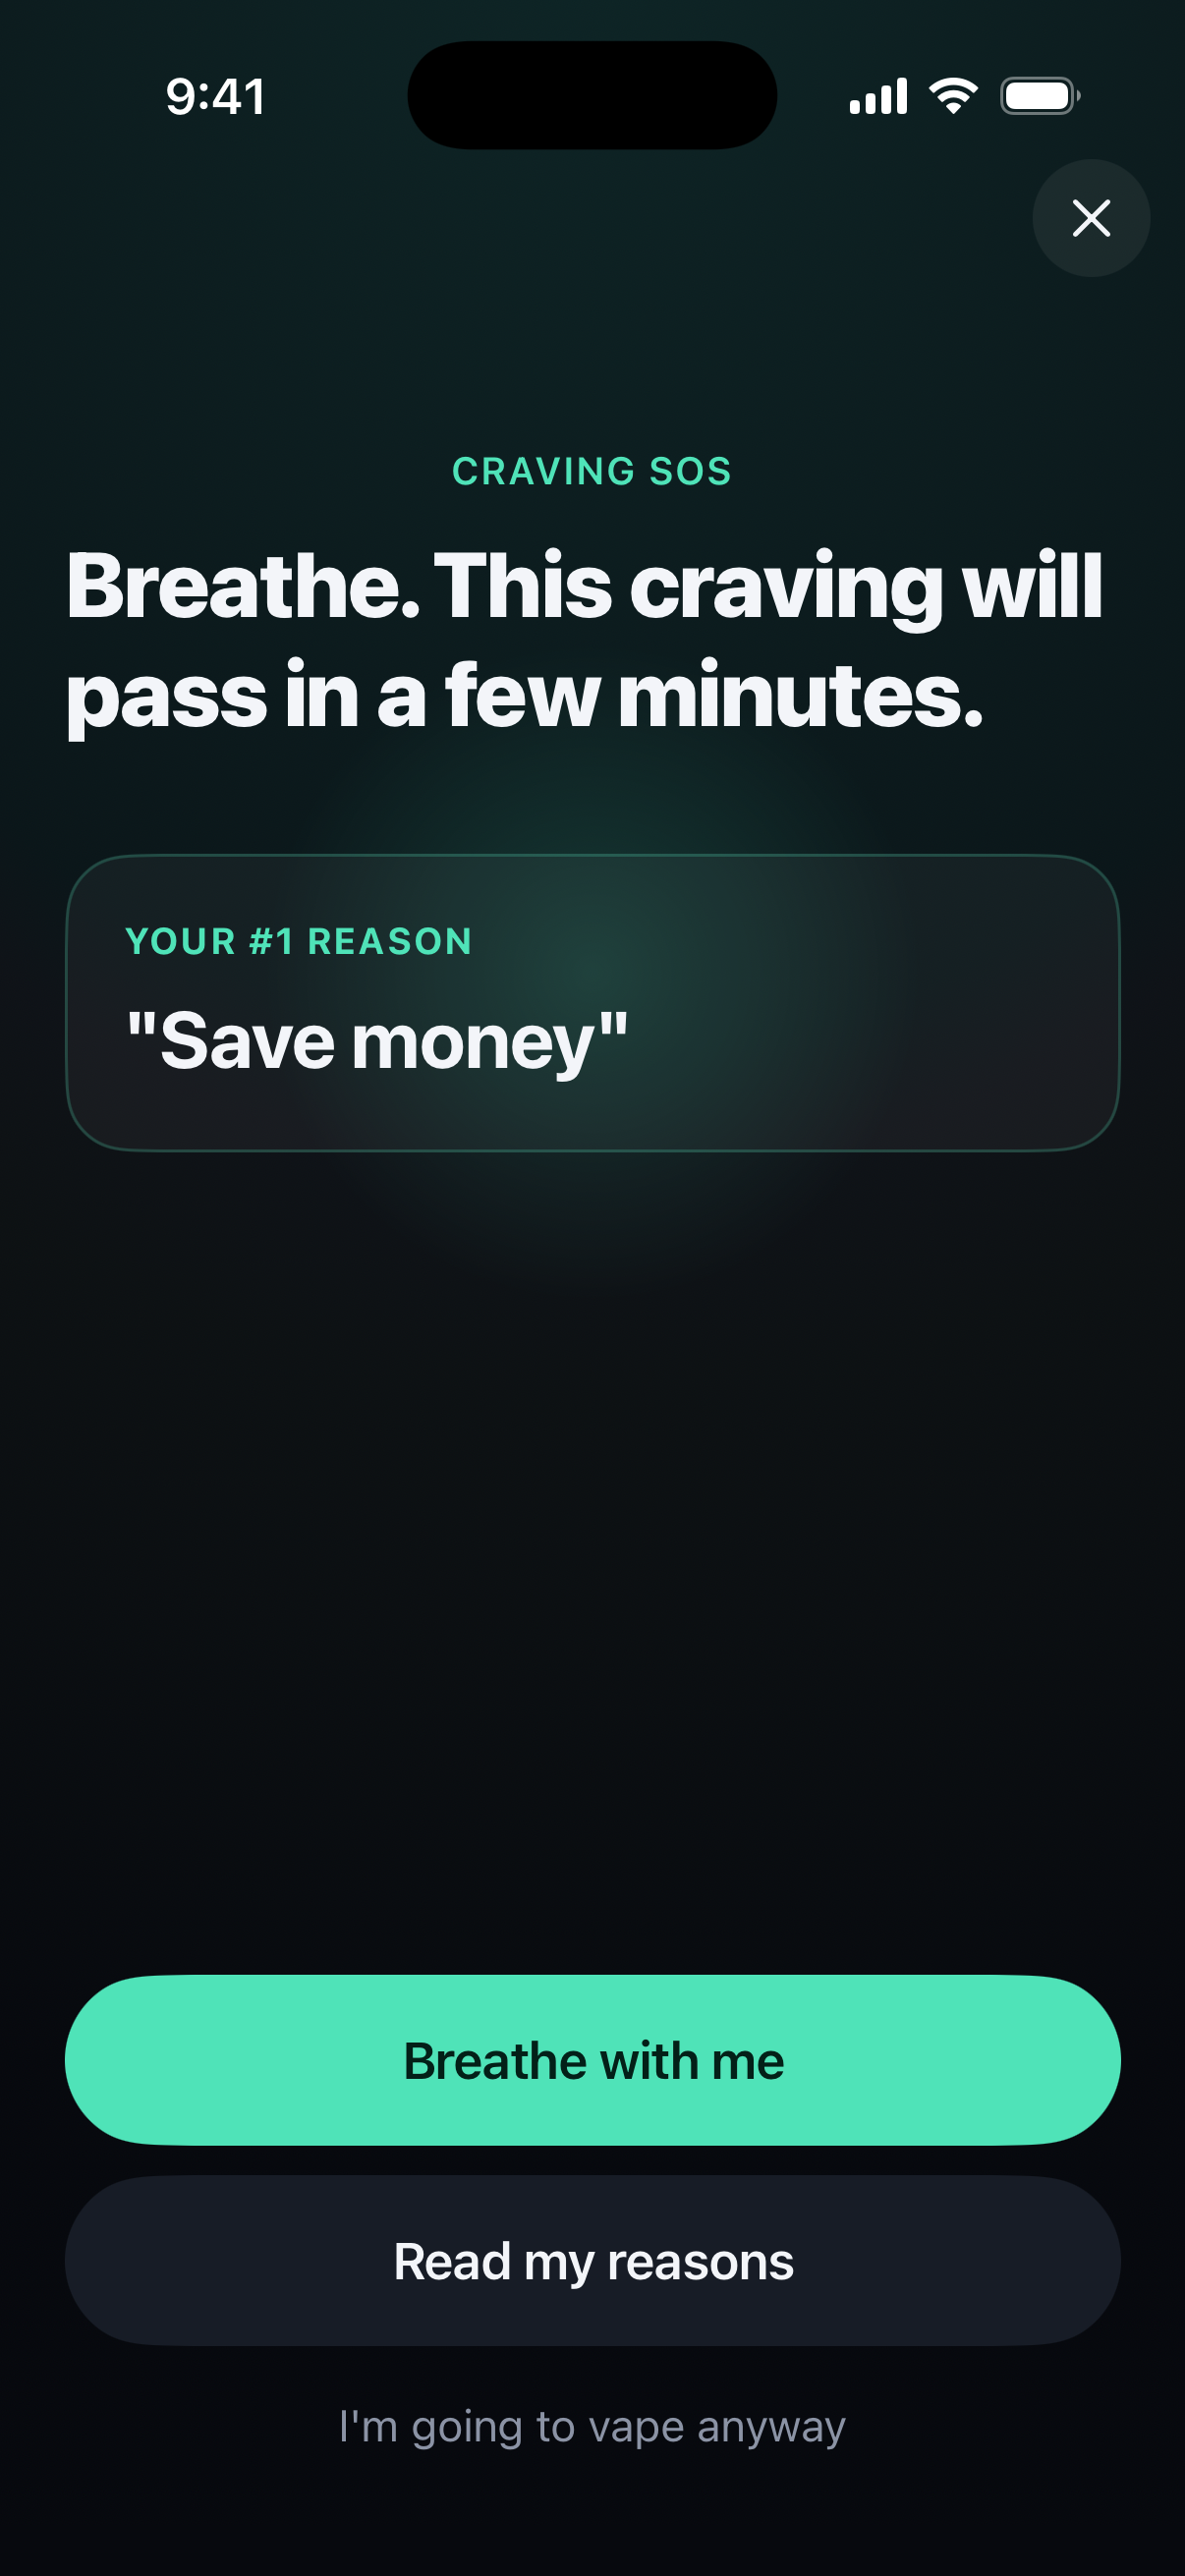 9:41
CRAVING SOS
Breathe. This craving will
pass in a few minutes.
YOUR #1 REASON
"Save money"
Breathe with me
Read my reasons
I'm going to vape anyway